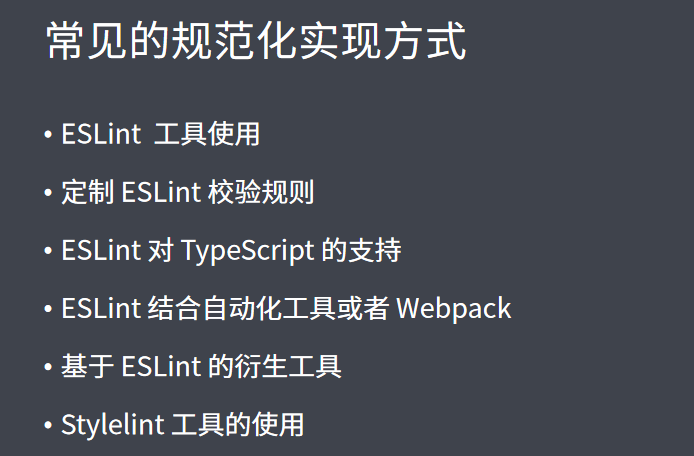 常见的规范化实现方式
• ESLint 工具使用
• 定制 ESLint 校验规则
• ESLint 对 TypeScript 的支持
• ESLint 结合自动化工具或者 Webpack
• 基于 ESLint 的衍生工具
• Stylelint 工具的使用